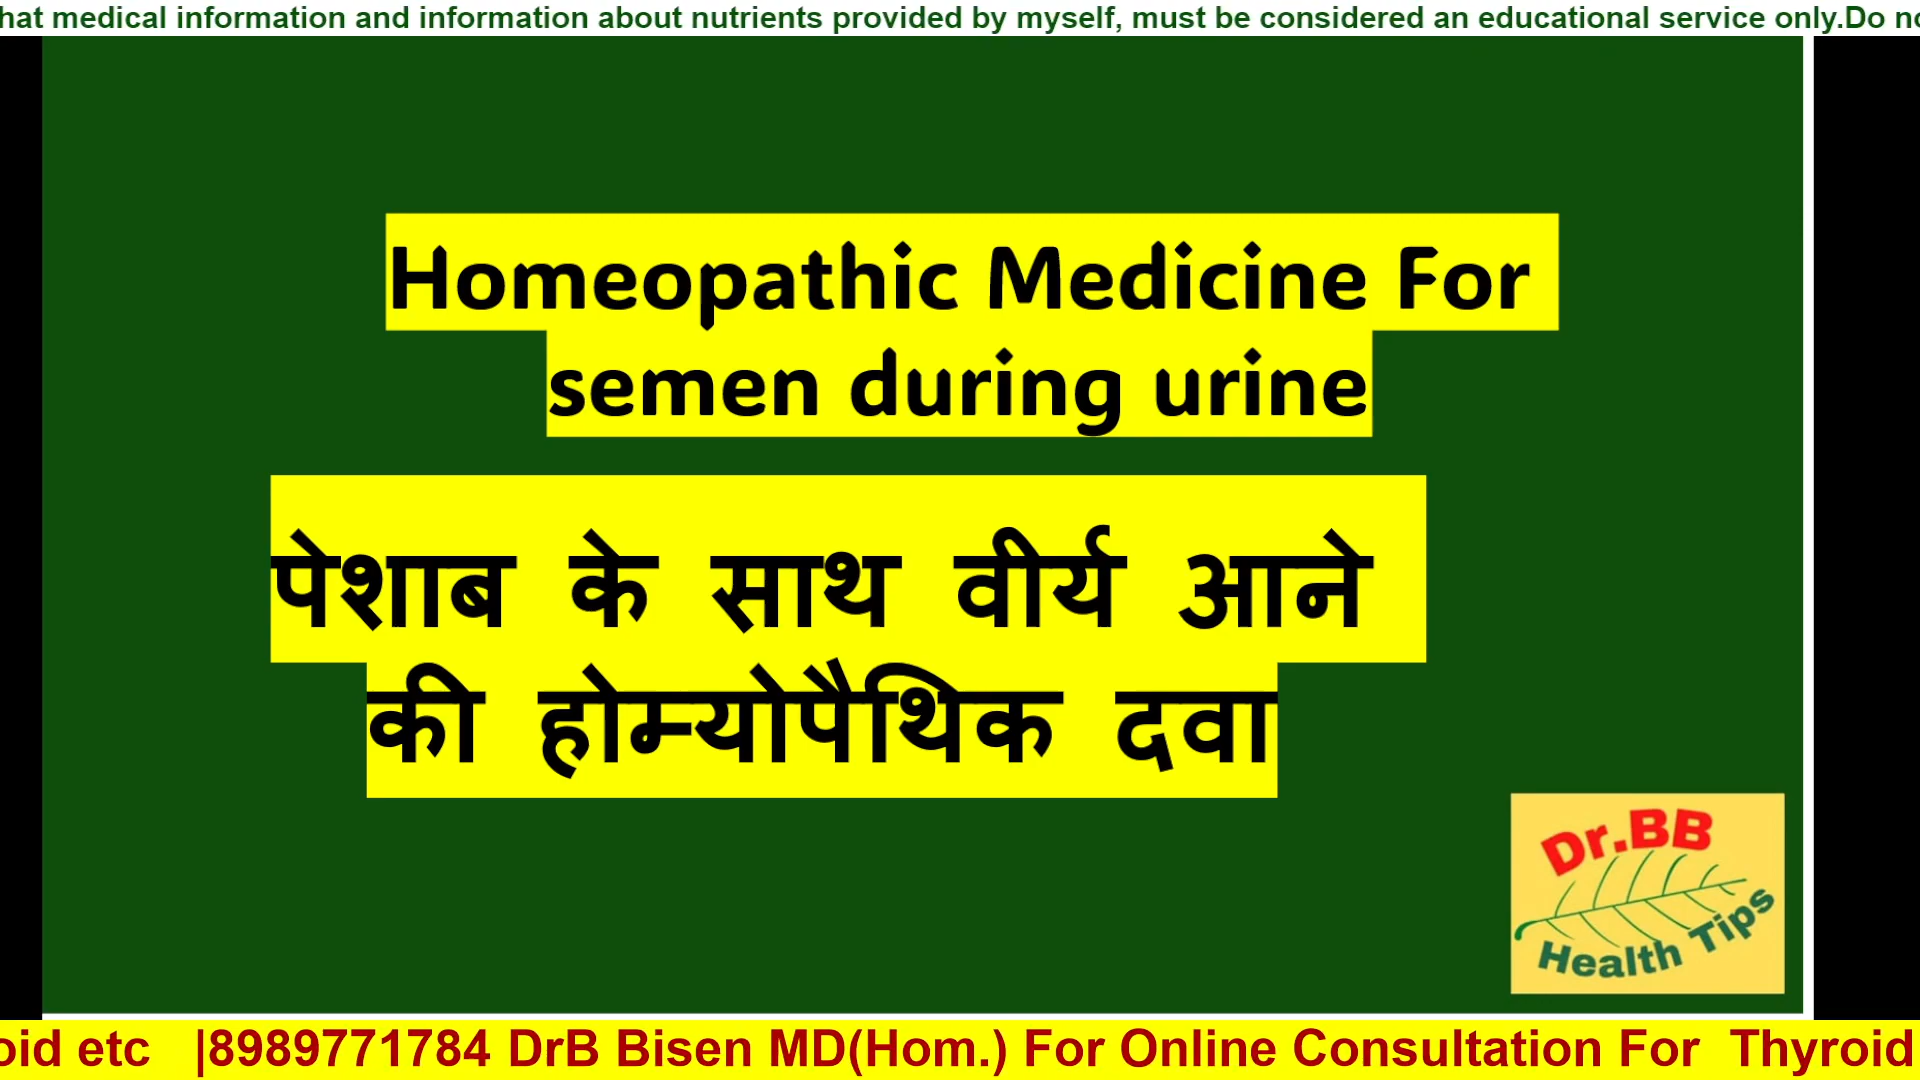 hat medical information and information about nutrients provided by myself, must be considered an educational service only.Do no
Homeopathic Medicine For
semen during urine
पेशाब के साथ वीर्य आने
की होम्योपैथिक दवा
Dr.BB
Health Tips
oid etc |8989771784 DrB Bisen MD(Hom.) For Online Consultation For Thyroid